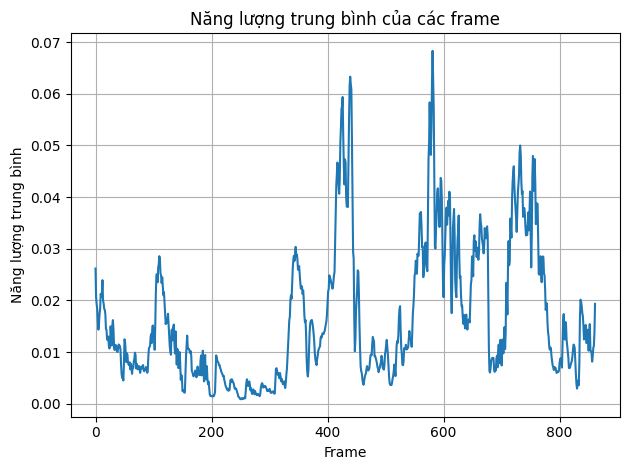 Năng lượng trung bình của các frame
Năng lượng trung bình
0.07
0.06
0.05
0.04
0.03
0.02
0.01
0.00
0 200 400 600 800
Frame